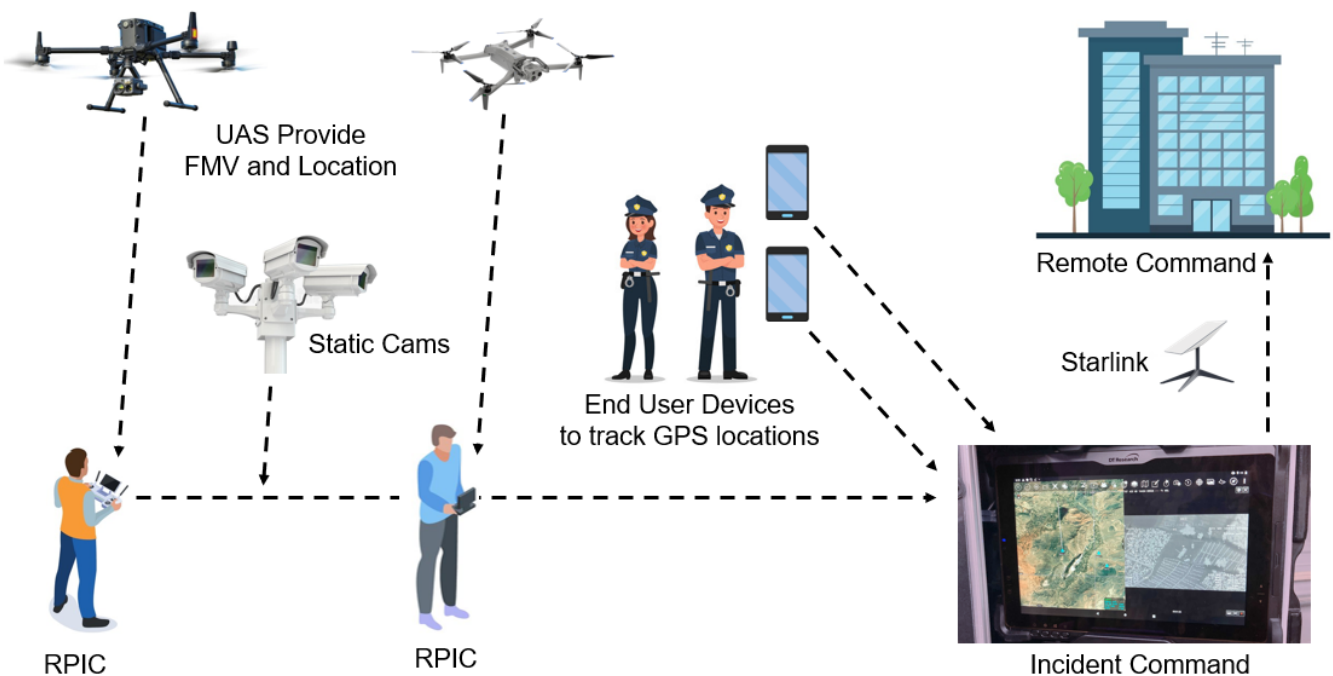 UAS Provide
FMV and Location
Static Cams
End User Devices
to track GPS locations
Remote Command
Starlink
RPIC
RPIC
Incident Command